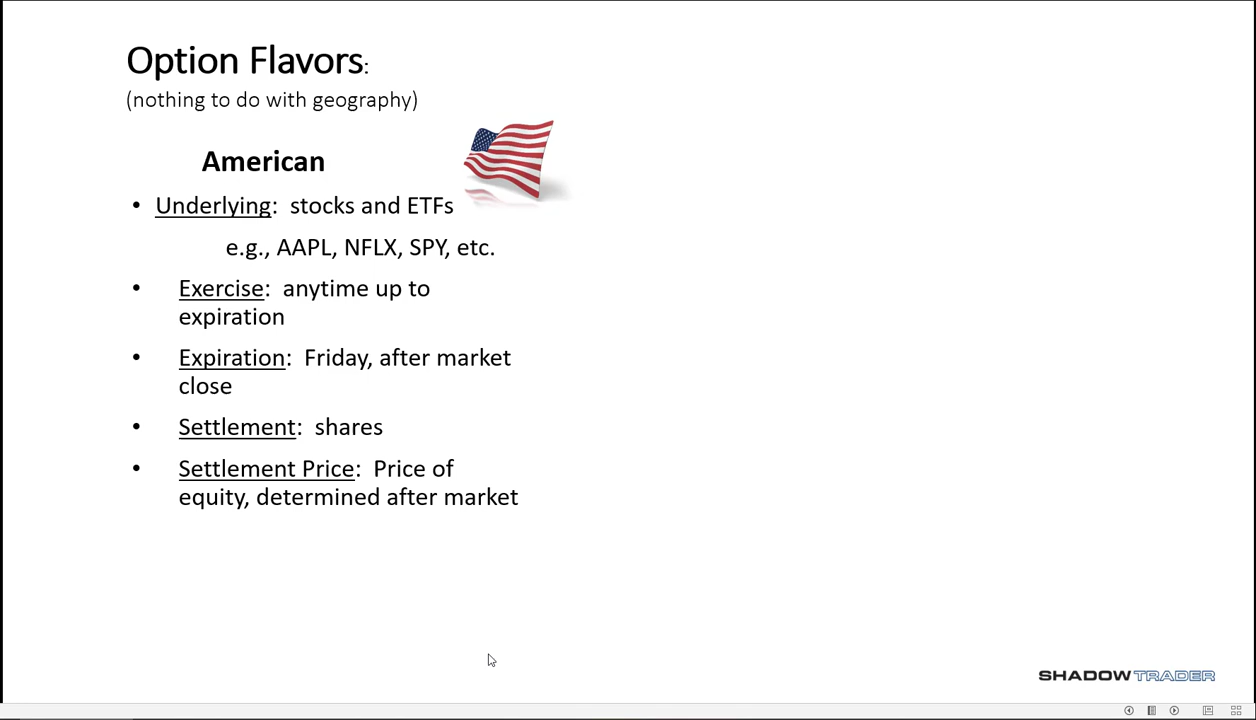 Option Flavors:
(nothing to do with geography)
American
• Underlying: stocks and ETFs
e.g., AAPL, NFLX, SPY, etc.
• Exercise: anytime up to
expiration
• Expiration: Friday, after market
close
• Settlement: shares
• Settlement Price: Price of
equity, determined after market
SHADOWTRADER